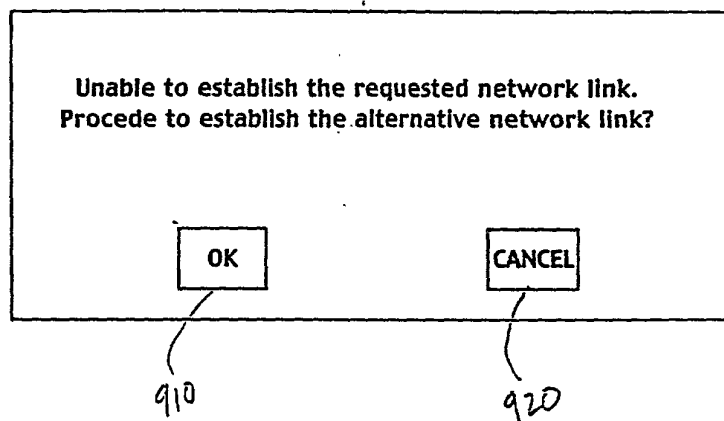 Unable to establish the requested network link.
Procede to establish the alternative network link?
OK
CANCEL
910
920